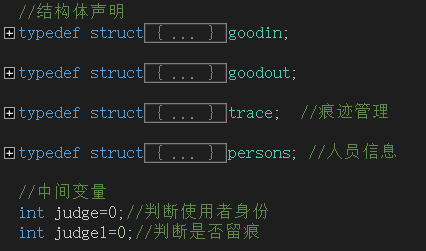 //结构体声明
typedef struct { ... } goodin;
typedef struct { ... } goodout;
typedef struct { ... } trace;  //痕迹管理
typedef struct { ... } persons; //人员信息
//中间变量
int judge=0;//判断使用者身份
int judge1=0;//判断是否留痕